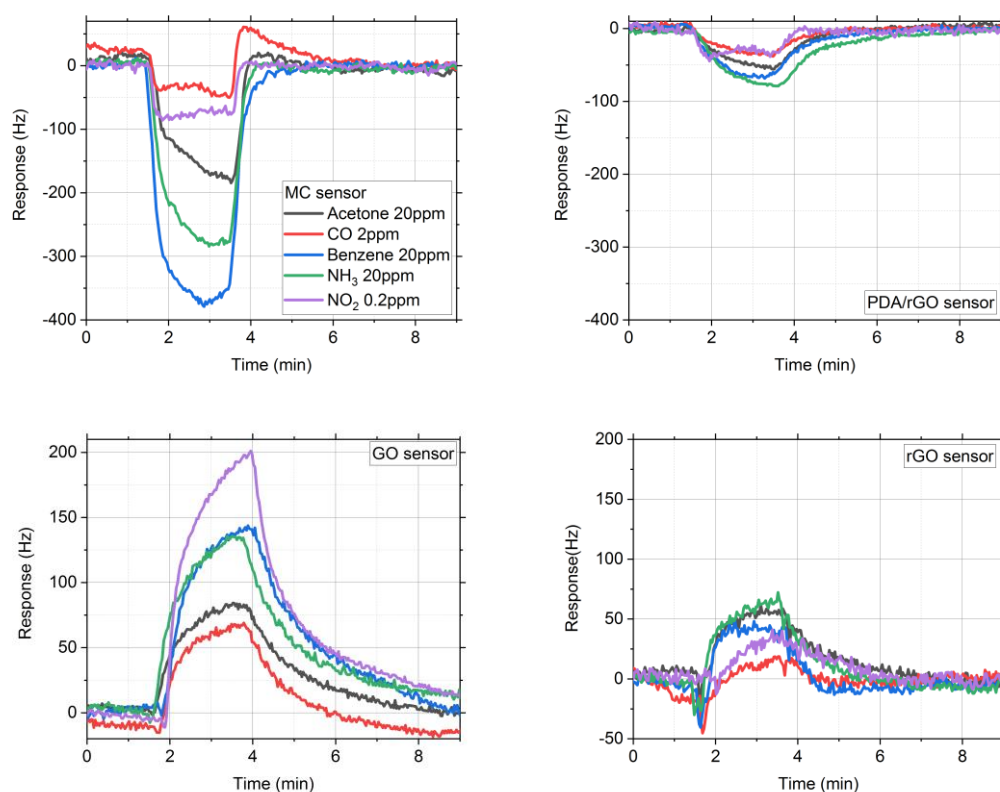 0
-100
-200
-300
-400
Response (Hz)
MC sensor
Acetone 20ppm
CO 2ppm
Benzene 20ppm
NH₃ 20ppm
NO₂ 0.2ppm
0 2 4 6 8
Time (min)
0
-100
-200
-300
-400
Response (Hz)
PDA/rGO sensor
0 2 4 6 8
Time (min)
200
150
100
50
0
Response (Hz)
GO sensor
0 2 4 6 8
Time (min)
200
150
100
50
0
-50
Response(Hz)
rGO sensor
0 2 4 6 8
Time (min)